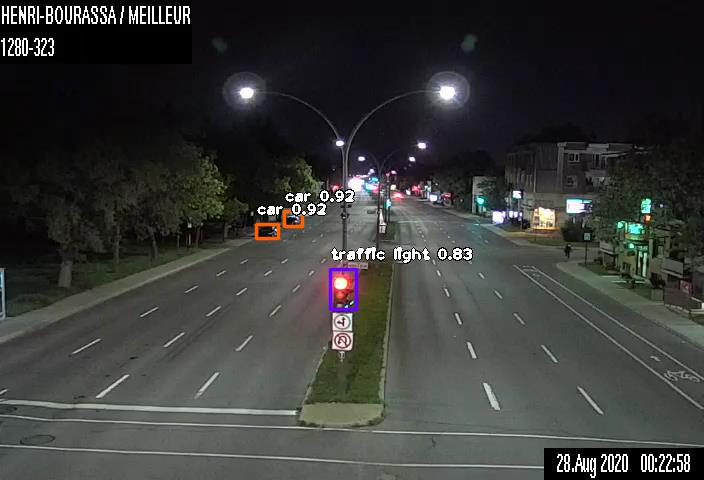 HENRI-BOURASSA / MEILLEUR
1280-323
car 0.92
car 0.92
traffic light 0.83
28.Aug 2020 00:22:58